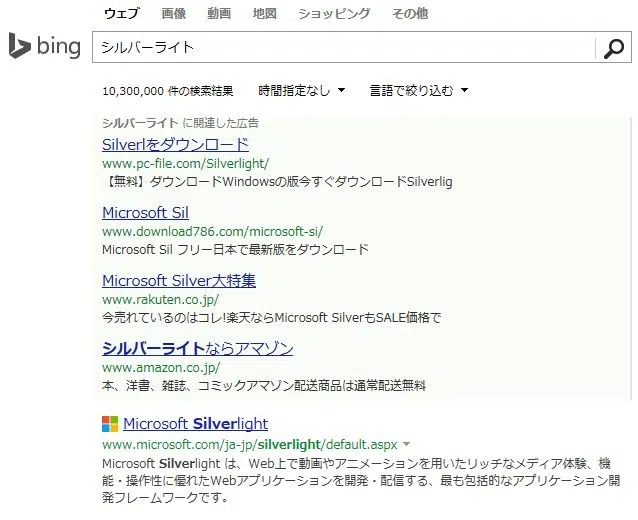 ウェブ 画像 動画 地図 ショッピング その他
bing シルバーライト
10,300,000 件の検索結果 時間指定なし 言語で絞り込む
シルバーライト に関連した広告
Silverlをダウンロード
www.pc-file.com/Silverlight/
【無料】ダウンロードWindowsの版今すぐダウンロードSilverlig
Microsoft Sil
www.download786.com/microsoft-si/
Microsoft Sil フリー日本で最新版をダウンロード
Microsoft Silver大特集
www.rakuten.co.jp/
今売れているのはコレ!楽天ならMicrosoft SilverもSALE価格で
シルバーライトならアマゾン
www.amazon.co.jp/
本、洋書、雑誌、コミックアマゾン配送商品は通常配送無料
Microsoft Silverlight
www.microsoft.com/ja-jp/silverlight/default.aspx
Microsoft Silverlight は、Web上で動画やアニメーションを用いたリッチなメディア体験、機
能・操作性に優れたWebアプリケーションを開発・配信する、最も包括的なアプリケーション開
発フレームワークです。